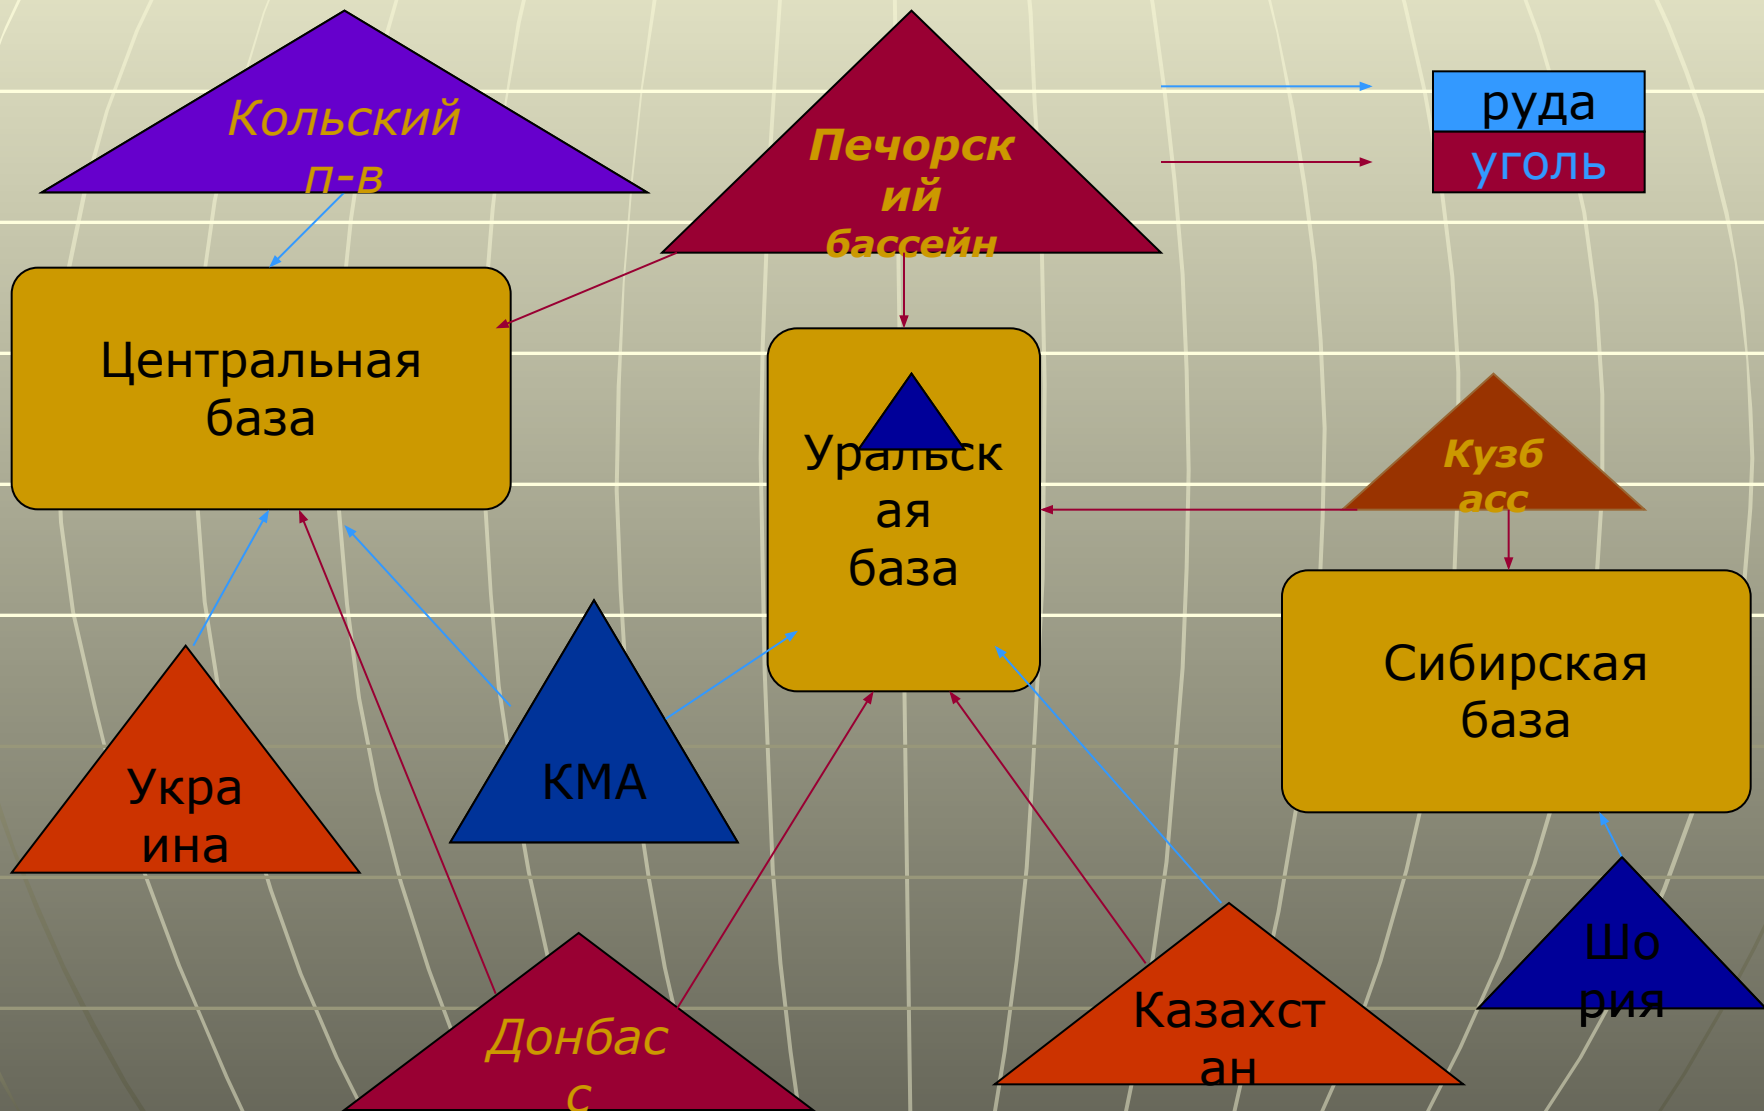 Кольский
п-в
Печорск
ий
бассейн
руда
уголь
Центральная
база
Уральск
ая
база
Кузб
асс
Сибирская
база
Укра
ина
КМА
Шо
рия
Казахст
ан
Донбас
с